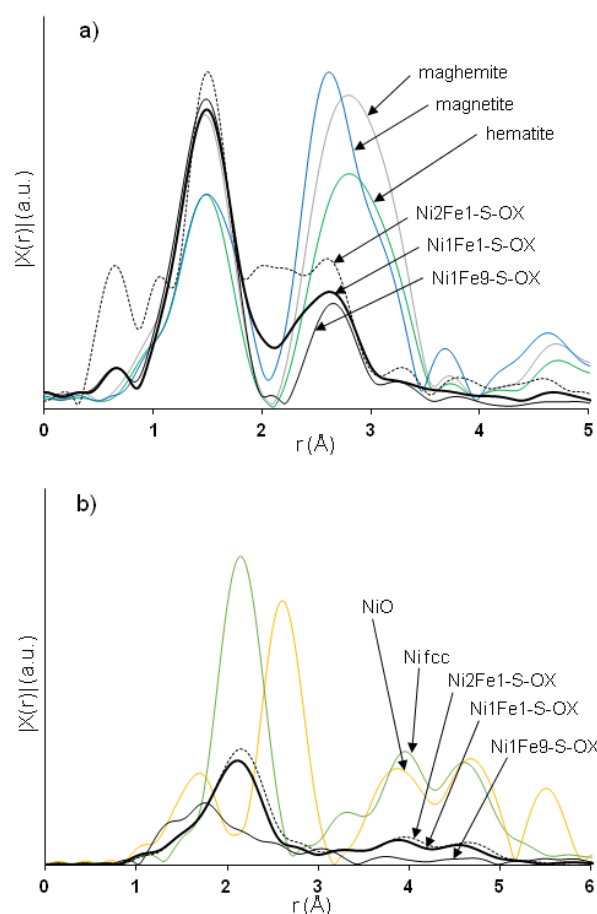 a)
maghemite
magnetite
hematite
Ni2Fe1-S-OX
Ni1Fe1-S-OX
Ni1Fe9-S-OX
|X(r)| (a.u.)
0 1 2 3 4 5
r (Å)
b)
NiO
Ni fcc
Ni2Fe1-S-OX
Ni1Fe1-S-OX
Ni1Fe9-S-OX
|X(r)| (a.u.)
0 1 2 3 4 5 6
r (Å)